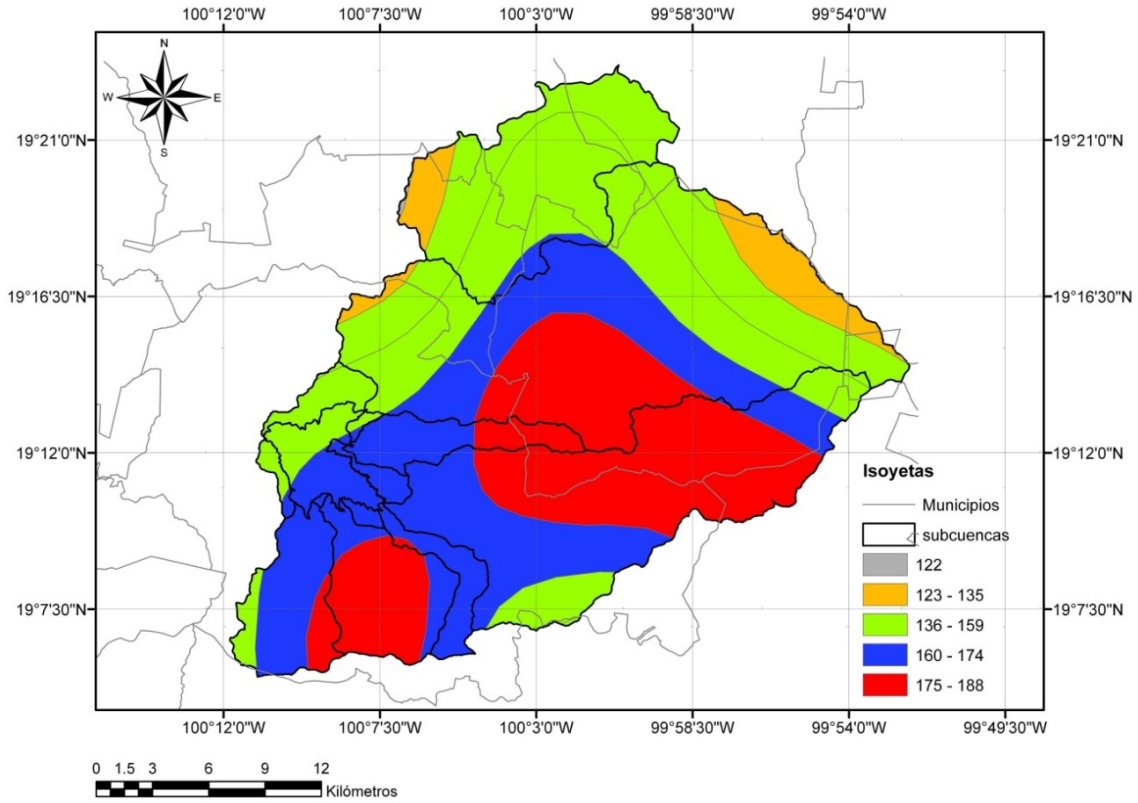 100°12'0"W 100°7'30"W 100°3'0"W 99°58'30"W 99°54'0"W
N
W E
S
19°21'0"N 19°21'0"N
19°16'30"N 19°16'30"N
19°12'0"N 19°12'0"N
19°7'30"N 19°7'30"N
Isoyetas
Municipios
subcuencas
122
123 - 135
136 - 159
160 - 174
175 - 188
100°12'0"W 100°7'30"W 100°3'0"W 99°58'30"W 99°54'0"W 99°49'30"W
0 1.5 3 6 9 12
Kilómetros